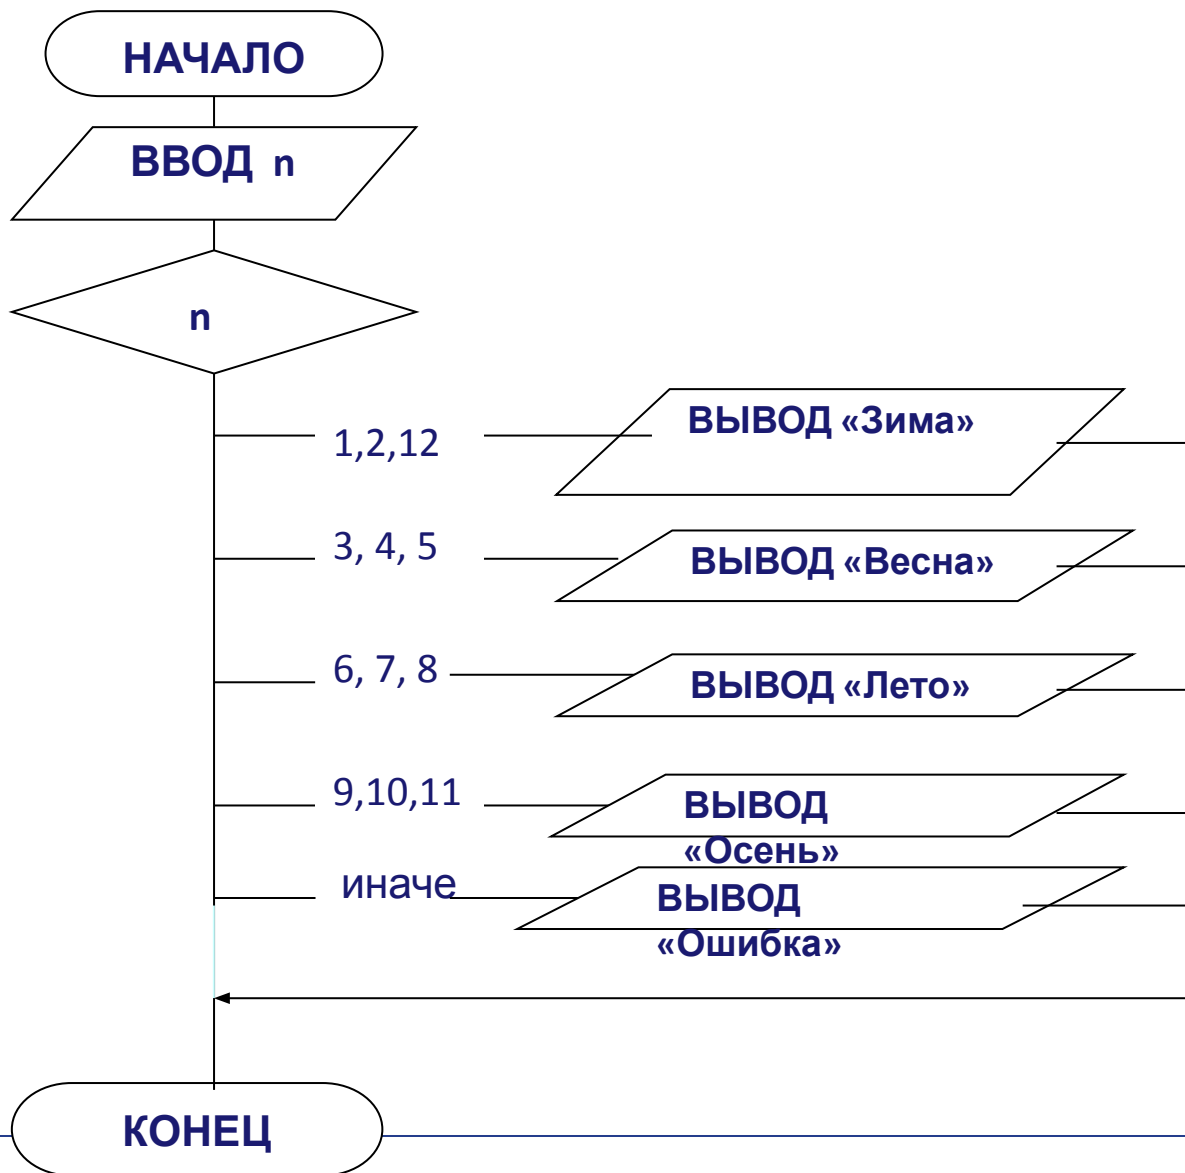 НАЧАЛО
ВВОД n
n
1,2,12
ВЫВОД «Зима»
3, 4, 5
ВЫВОД «Весна»
6, 7, 8
ВЫВОД «Лето»
9,10,11
ВЫВОД
«Осень»
иначе
ВЫВОД
«Ошибка»
КОНЕЦ